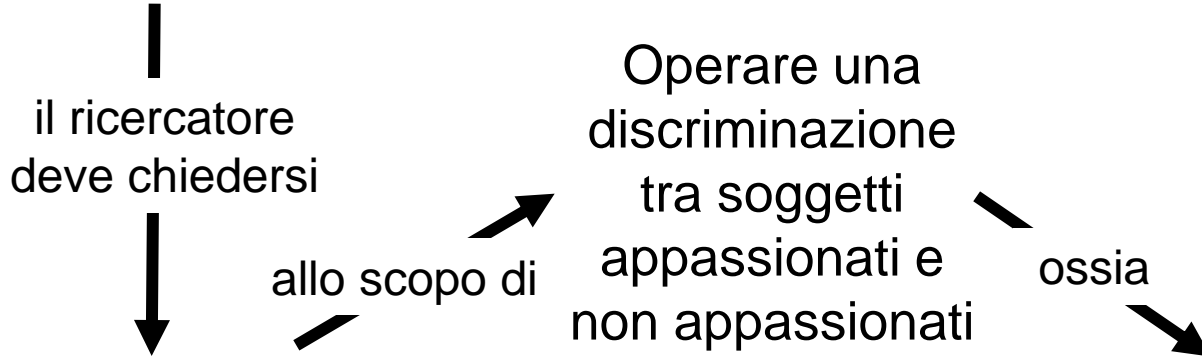 il ricercatore
deve chiedersi
allo scopo di
Operare una
discriminazione
tra soggetti
appassionati e
non appassionati
ossia